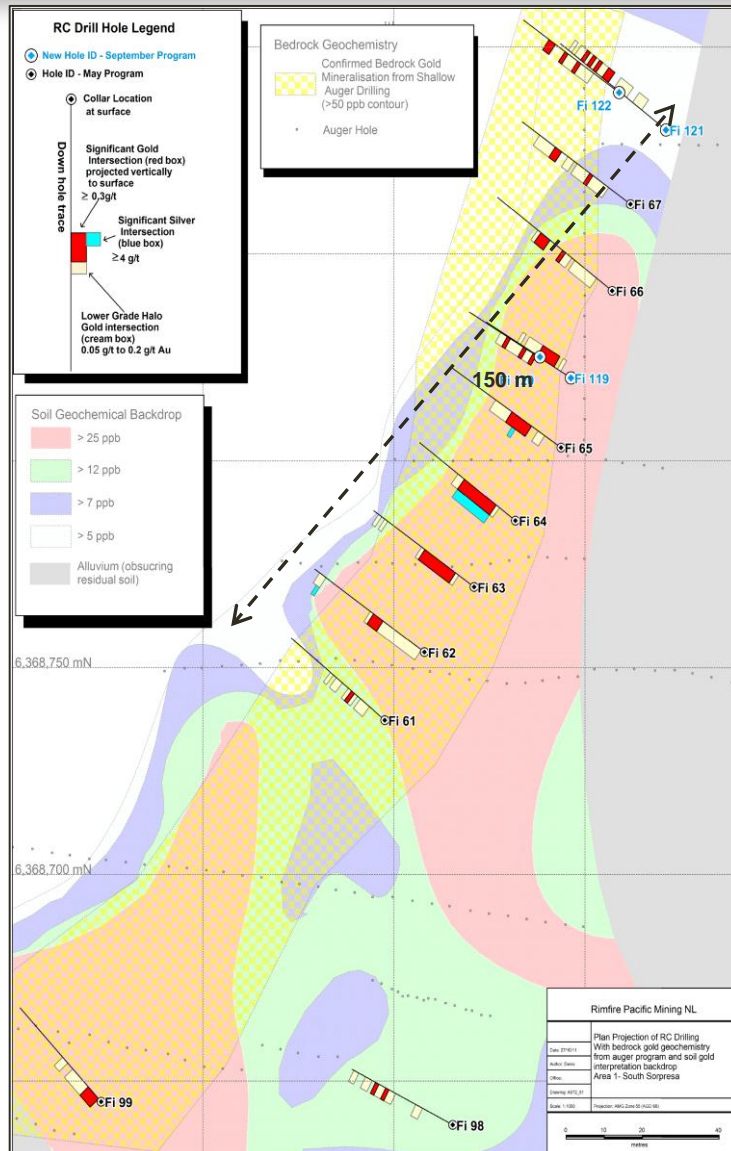 RC Drill Hole Legend
New Hole ID - September Program
Hole ID - May Program
Collar Location
at surface
Down hole trace
Significant Gold
Intersection (red box)
projected vertically
to surface
≥ 0,3g/t
Significant Silver
Intersection
(blue box)
≥4 g/t
Lower Grade Halo
Gold intersection
(cream box)
0.05 g/t to 0.2 g/t Au
Bedrock Geochemistry
Confirmed Bedrock Gold
Mineralisation from Shallow
Auger Drilling
(>50 ppb contour)
Auger Hole
Soil Geochemical Backdrop
> 25 ppb
> 12 ppb
> 7 ppb
> 5 ppb
Alluvium (obsucring
residual soil)
Fi 122
Fi 121
Fi 67
Fi 66
150 m
Fi 119
Fi 65
Fi 64
Fi 63
Fi 62
6,368,750 mN
Fi 61
6,368,700 mN
Fi 99
Fi 98
Rimfire Pacific Mining NL
Plan Projection of RC Drilling
With bedrock gold geochemistry
from auger program and soil gold
interpretation backdrop
Area 1- South Sorpresa
Scale: 1:1000
0 10 20 40
metres